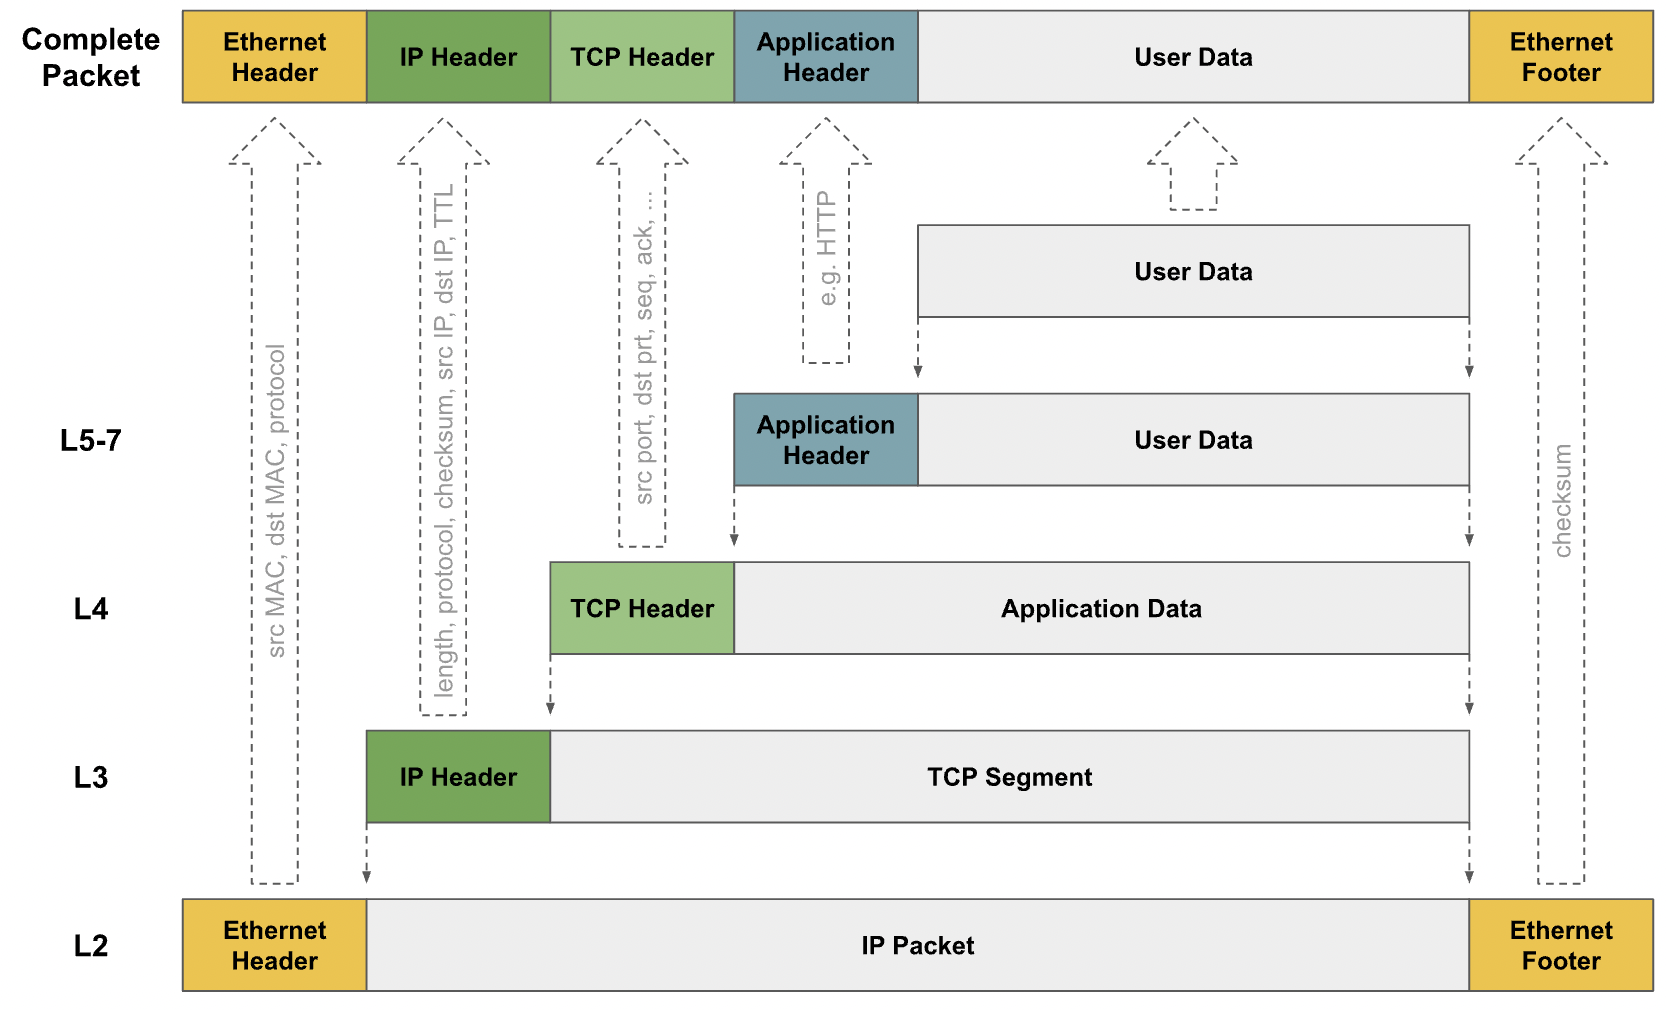 Complete
Packet
Ethernet
Header
IP Header
TCP Header
Application
Header
User Data
Ethernet
Footer
src MAC, dst MAC, protocol
length, protocol, checksum, src IP, dst IP, TTL
src port, dst prt, seq, ack, ...
e.g. HTTP
checksum
User Data
L5-7
Application
Header
User Data
L4
TCP Header
Application Data
L3
IP Header
TCP Segment
L2
Ethernet
Header
IP Packet
Ethernet
Footer